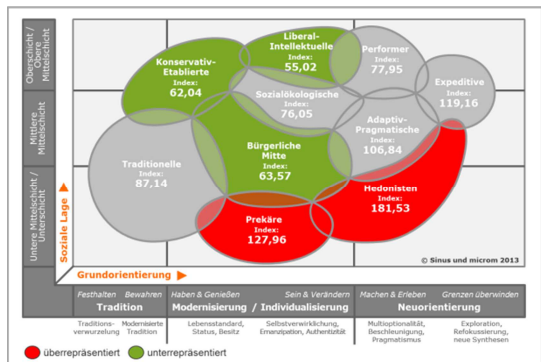 Oberschicht /
Obere
Mittelschicht
Mittlere
Mittelschicht
Untere Mittelschicht /
Unterschicht
Soziale Lage
Konservativ-
Etablierte
Index:
62,04
Liberal-
Intellektuelle
Index:
55,02
Performer
Index:
77,95
Expeditive
Index:
119,16
Sozialökologische
Index:
76,05
Adaptiv-
Pragmatische
Index:
106,84
Traditionelle
Index:
87,14
Bürgerliche
Mitte
Index:
63,57
Hedonisten
Index:
181,53
Prekäre
Index:
127,96
© Sinus und microm 2013
Grundorientierung
Festhalten Bewahren
Tradition
Haben & Genießen Sein & Verändern
Modernisierung / Individualisierung
Machen & Erleben Grenzen überwinden
Neuorientierung
Traditions-
verwurzelung
Modernisierte
Tradition
Lebensstandard,
Status, Besitz
Selbstverwirklichung,
Emanzipation, Authentizität
Multioptionalität,
Beschleunigung,
Pragmatismus
Exploration,
Refokussierung,
neue Synthesen
überrepräsentiert unterrepräsentiert